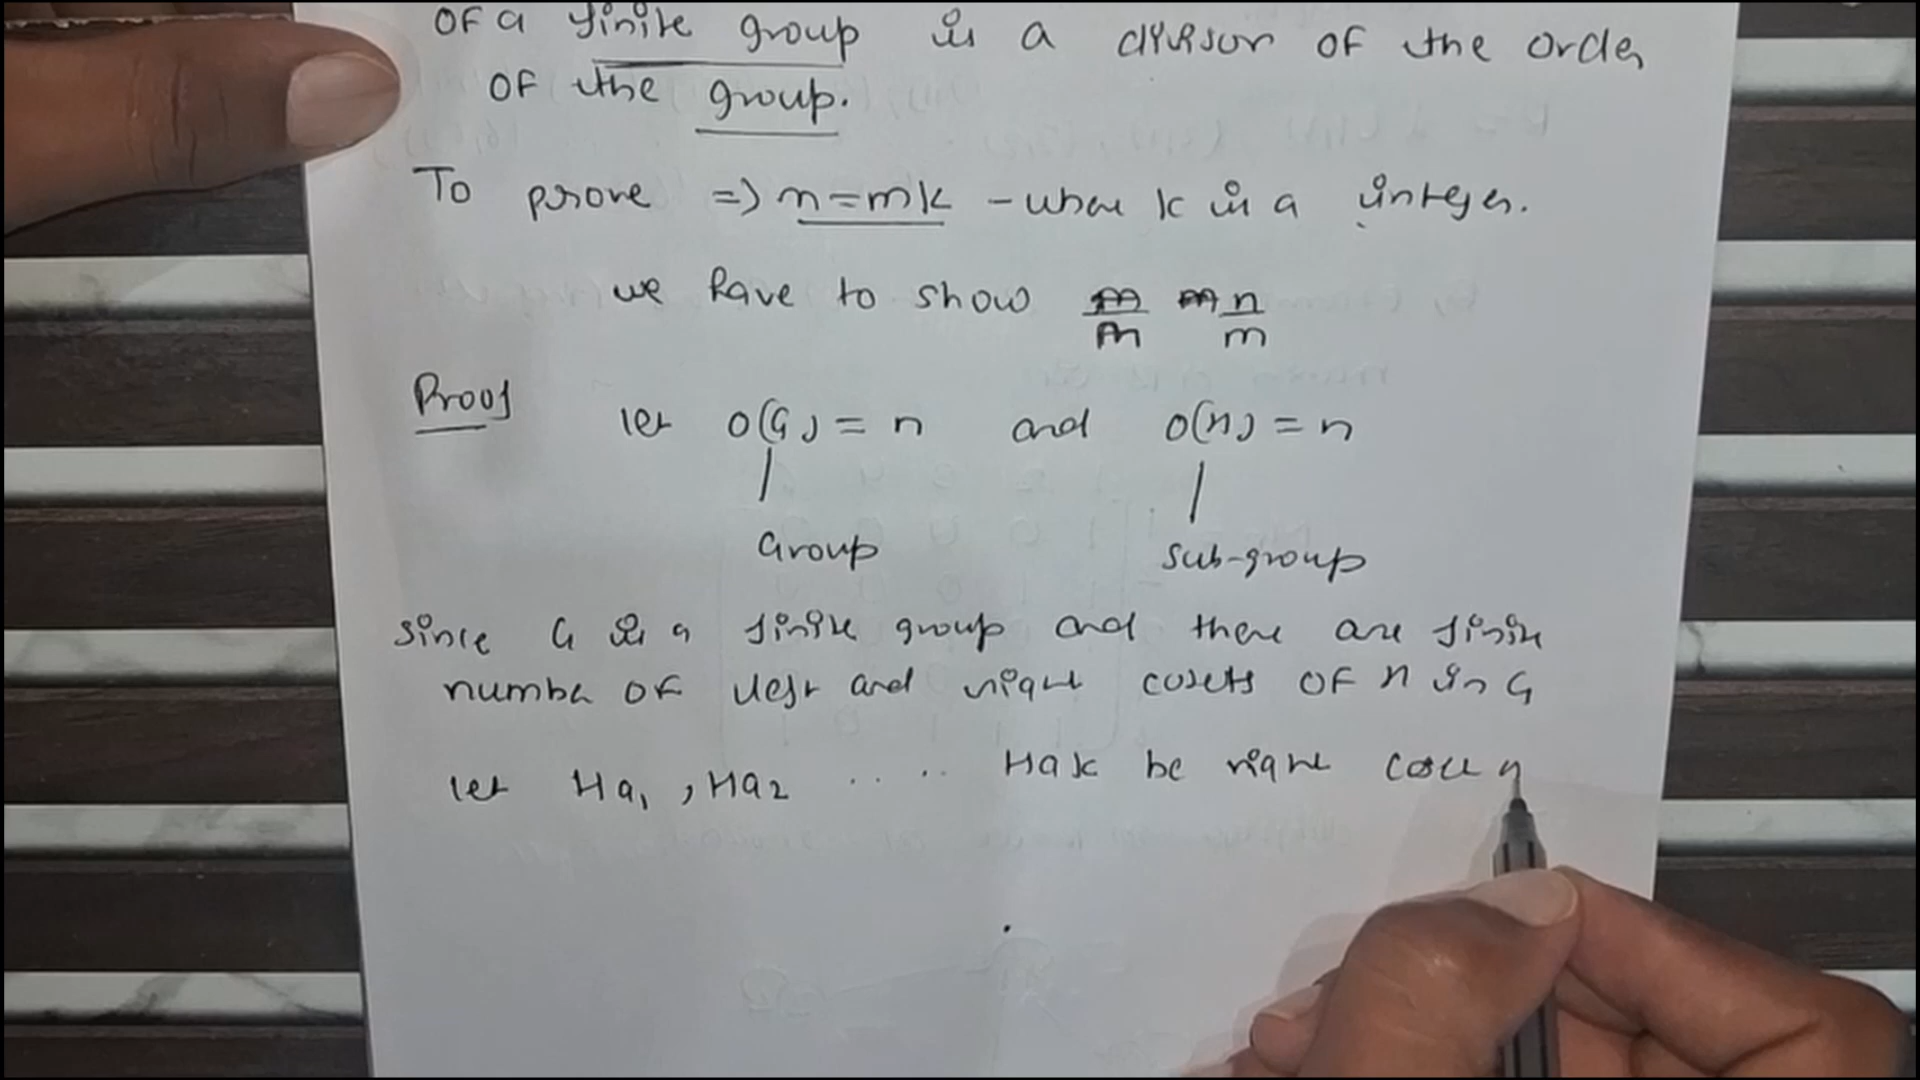 OF a finite group is a divisor OF the Order
OF the group.
To prove => n=mk - where k is a integer.
we have to show n/m
Proof let O(G) = n and O(H) = n
Group Sub-group
since G is a finite group and there are finite
number OF left and right cosets OF H in G
let Ha₁, Ha₂ ...... Hak be right coset